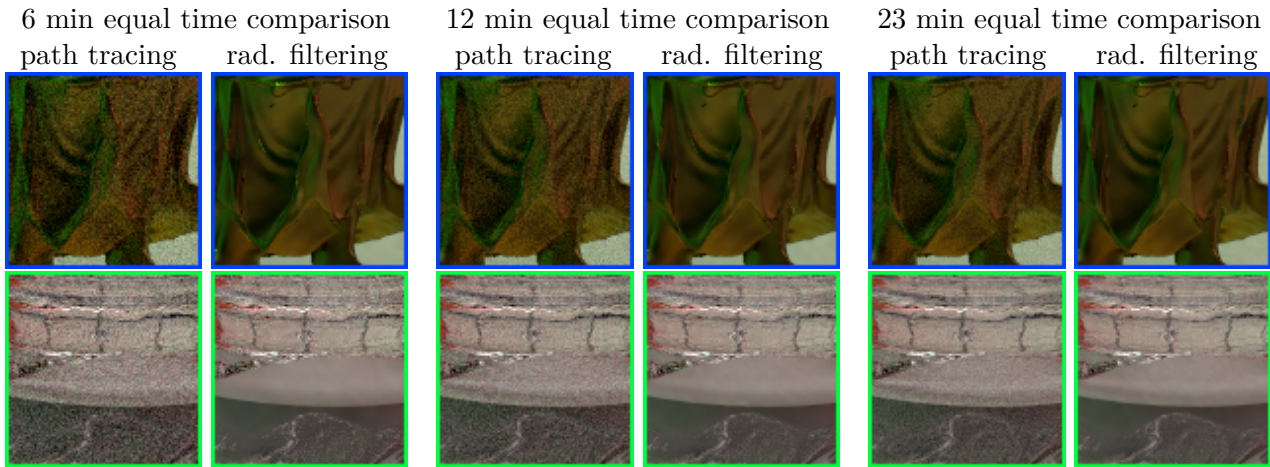 6 min equal time comparison
path tracing rad. filtering
12 min equal time comparison
path tracing rad. filtering
23 min equal time comparison
path tracing rad. filtering